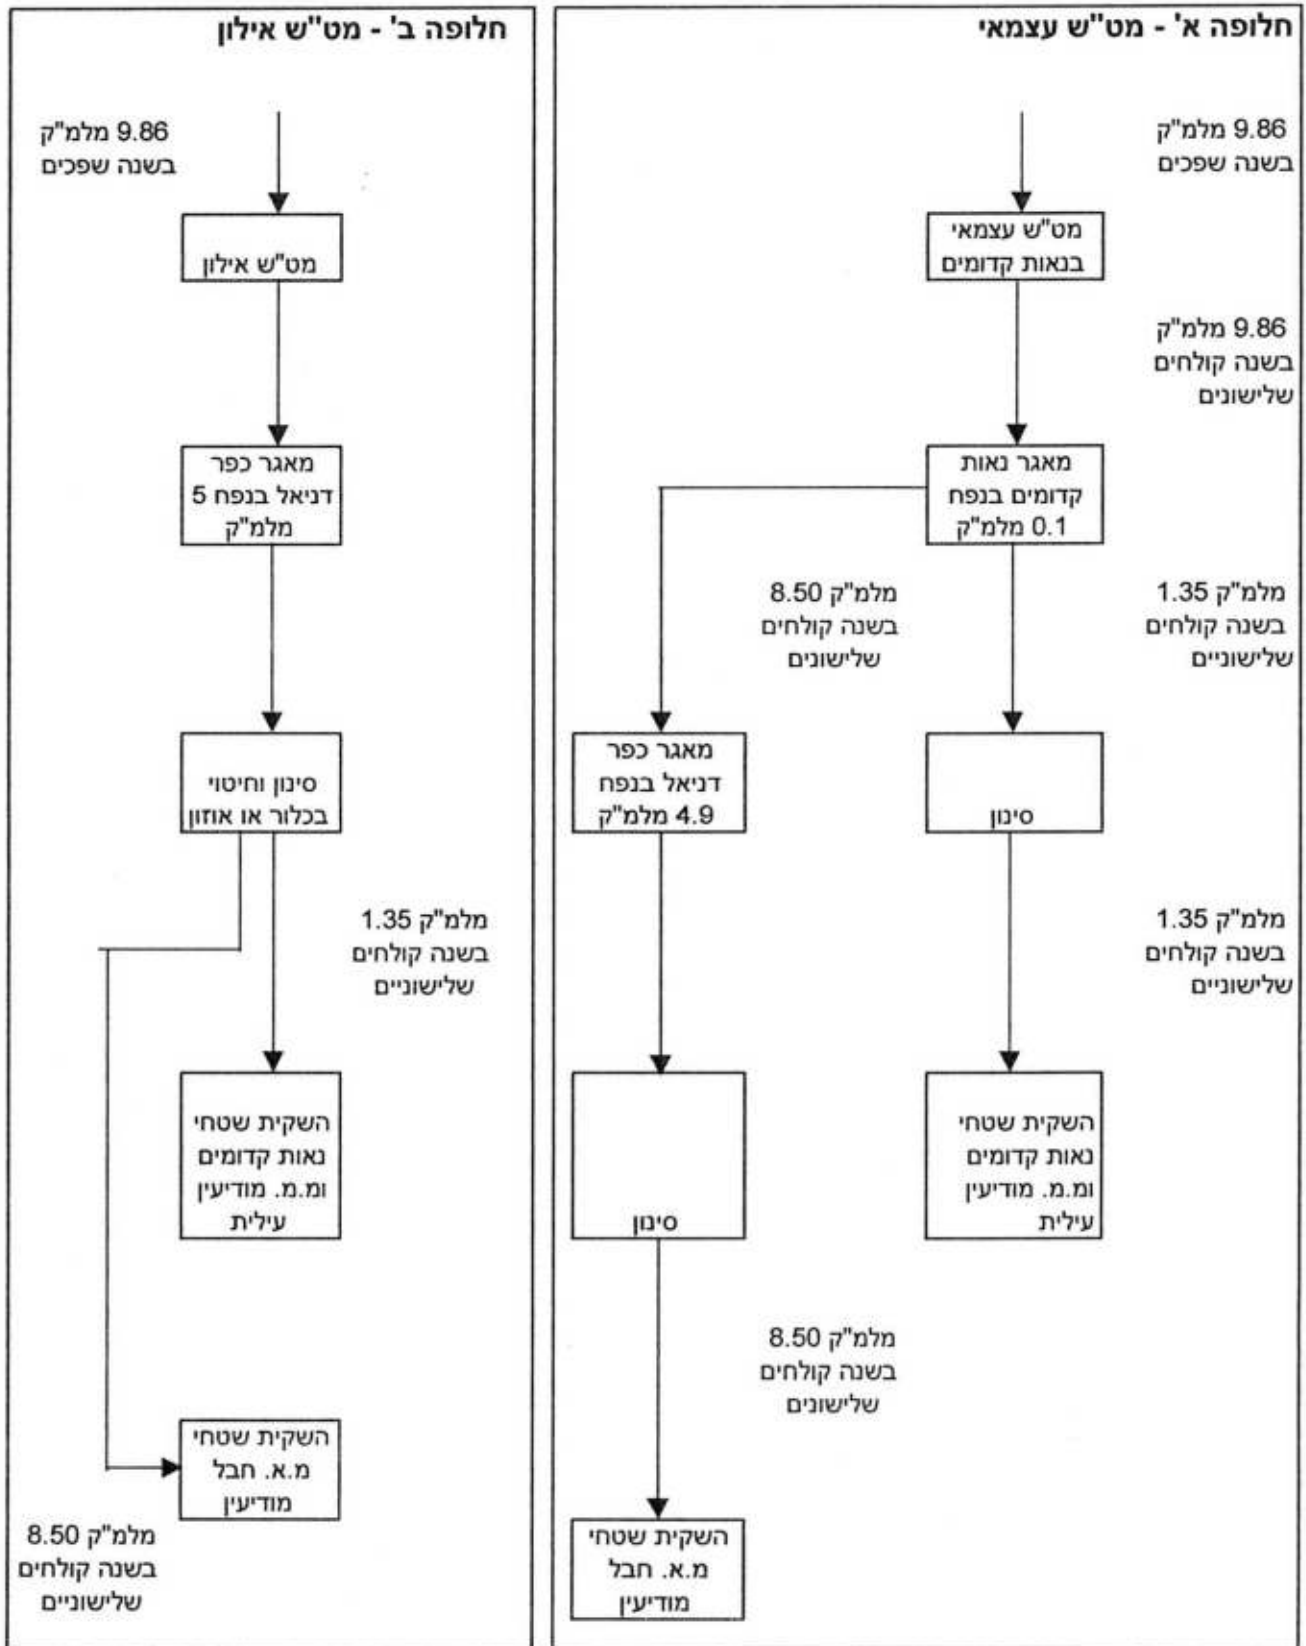 חלופה א' - מט"ש עצמאי
9.86 מלמ"ק
בשנה שפכים
מט"ש עצמאי
בנאות קדומים
9.86 מלמ"ק
בשנה קולחים
שלישונים
מאגר נאות
קדומים בנפח
0.1 מלמ"ק
מלמ"ק 1.35
בשנה קולחים
שלישוניים
מלמ"ק 8.50
בשנה קולחים
שלישונים
סינון
מאגר כפר
דניאל בנפח
4.9 מלמ"ק
מלמ"ק 1.35
בשנה קולחים
שלישוניים
השקית שטחי
נאות קדומים
ומ.מ. מודיעין
עילית
סינון
מלמ"ק 8.50
בשנה קולחים
שלישונים
השקית שטחי
מ.א. חבל
מודיעין
חלופה ב' - מט"ש אילון
9.86 מלמ"ק
בשנה שפכים
מט"ש אילון
מאגר כפר
דניאל בנפח 5
מלמ"ק
סינון וחיטוי
בכלור או אוזון
מלמ"ק 1.35
בשנה קולחים
שלישוניים
השקית שטחי
נאות קדומים
ומ.מ. מודיעין
עילית
השקית שטחי
מ.א. חבל
מודיעין
מלמ"ק 8.50
בשנה קולחים
שלישוניים